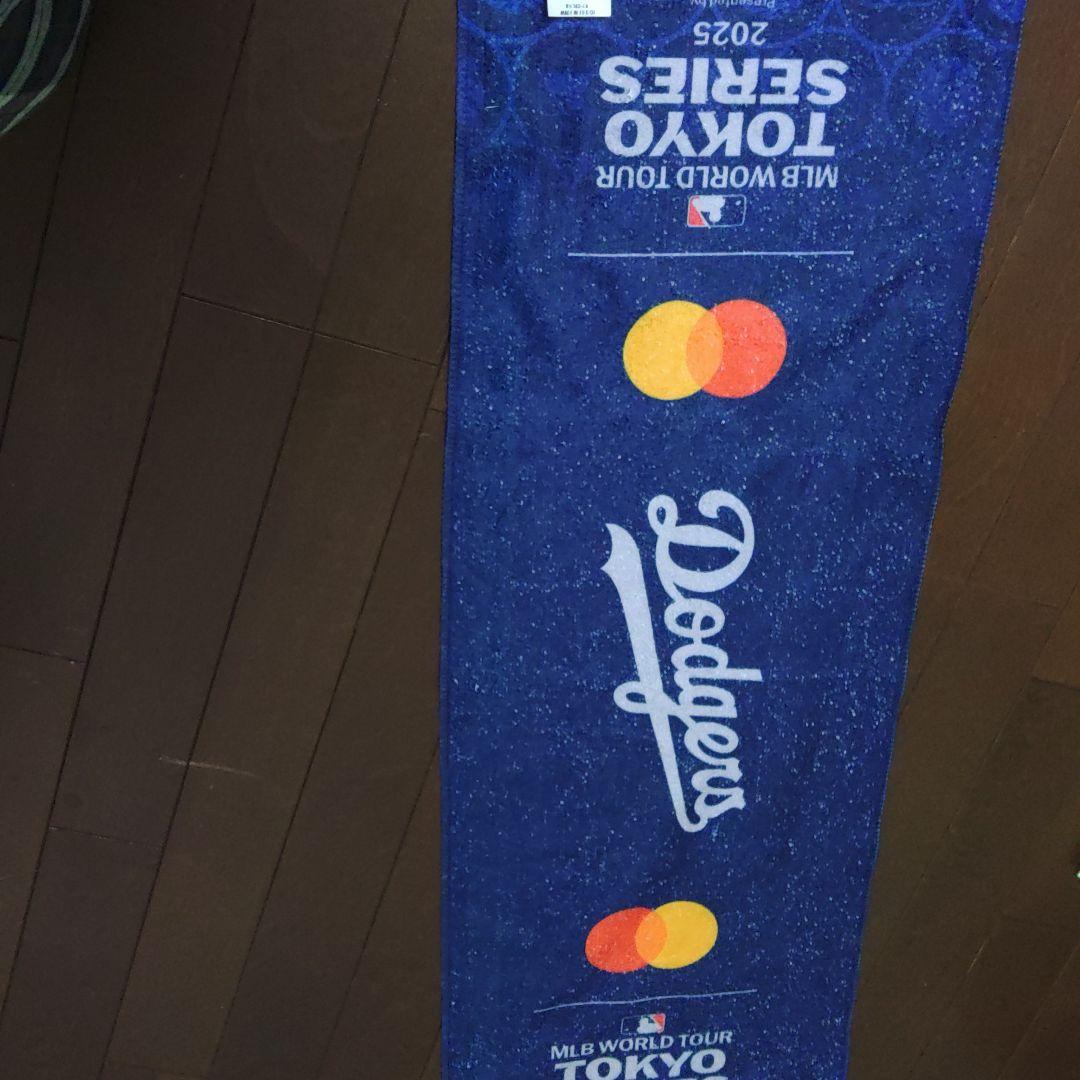 MLB WORLD TOUR
TOKYO
SERIES
2025
Presented by
Dodgers
MLB WORLD TOUR
TOKYO